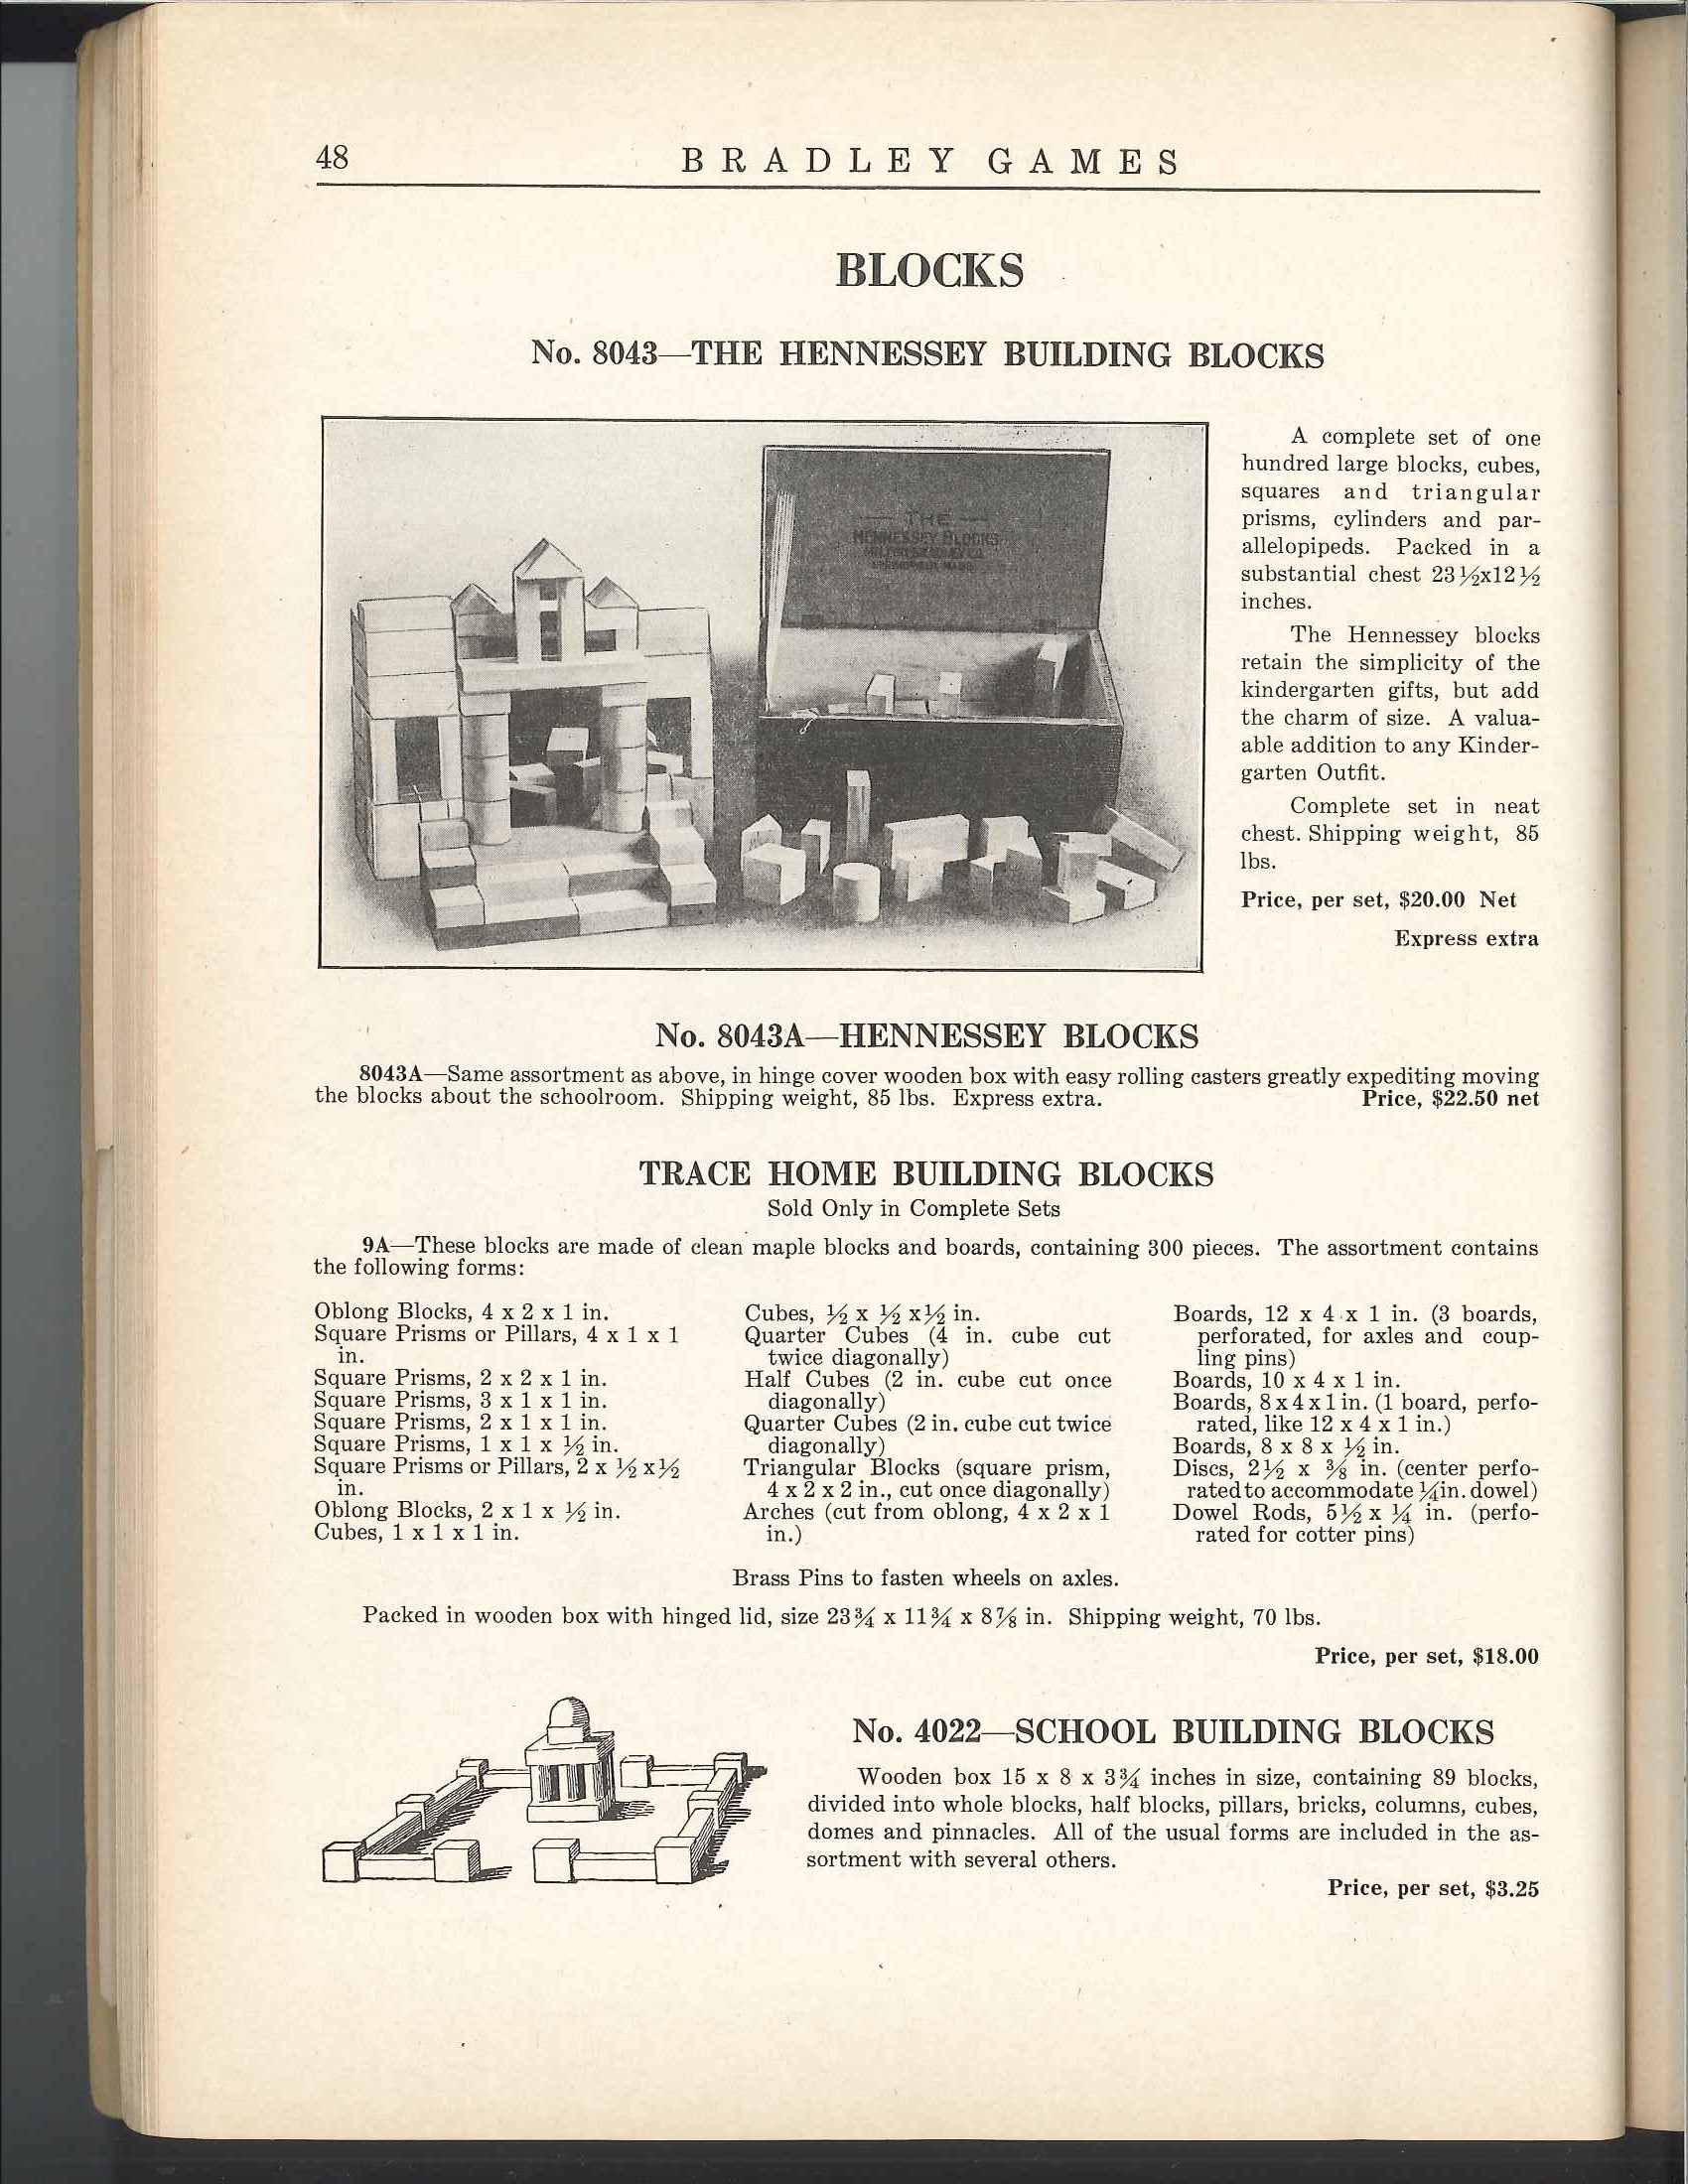 48
BRADLEY GAMES
BLOCKS
No. 8043—THE HENNESSEY BUILDING BLOCKS
THE
HENNESSEY BLOCKS
A complete set of one
hundred large blocks, cubes,
squares and triangular
prisms, cylinders and par-
allelopipeds. Packed in a
substantial chest 23½x12½
inches.
The Hennessey blocks
retain the simplicity of the
kindergarten gifts, but add
the charm of size. A valua-
able addition to any Kinder-
garten Outfit.
Complete set in neat
chest. Shipping weight, 85
lbs.
Price, per set, $20.00 Net
Express extra
No. 8043A—HENNESSEY BLOCKS
8043A—Same assortment as above, in hinge cover wooden box with easy rolling casters greatly expediting moving
the blocks about the schoolroom. Shipping weight, 85 lbs. Express extra. Price, $22.50 net
TRACE HOME BUILDING BLOCKS
Sold Only in Complete Sets
9A—These blocks are made of clean maple blocks and boards, containing 300 pieces. The assortment contains
the following forms:
Oblong Blocks, 4 x 2 x 1 in.
Square Prisms or Pillars, 4 x 1 x 1
in.
Square Prisms, 2 x 2 x 1 in.
Square Prisms, 3 x 1 x 1 in.
Square Prisms, 2 x 1 x 1 in.
Square Prisms, 1 x 1 x ½ in.
Square Prisms or Pillars, 2 x ½ x½
in.
Oblong Blocks, 2 x 1 x ½ in.
Cubes, 1 x 1 x 1 in.
Cubes, ½ x ½ x½ in.
Quarter Cubes (4 in. cube cut
twice diagonally)
Half Cubes (2 in. cube cut once
diagonally)
Quarter Cubes (2 in. cube cut twice
diagonally)
Triangular Blocks (square prism,
4 x 2 x 2 in., cut once diagonally)
Arches (cut from oblong, 4 x 2 x 1
in.)
Boards, 12 x 4 x 1 in. (3 boards,
perforated, for axles and coup-
ling pins)
Boards, 10 x 4 x 1 in.
Boards, 8 x 4 x 1 in. (1 board, perfo-
rated, like 12 x 4 x 1 in.)
Boards, 8 x 8 x ½ in.
Discs, 2½ x ⅜ in. (center perfo-
rated to accommodate ¼in. dowel)
Dowel Rods, 5½ x ¼ in. (perfo-
rated for cotter pins)
Brass Pins to fasten wheels on axles.
Packed in wooden box with hinged lid, size 23¾ x 11¾ x 8⅞ in. Shipping weight, 70 lbs.
Price, per set, $18.00
No. 4022—SCHOOL BUILDING BLOCKS
Wooden box 15 x 8 x 3¾ inches in size, containing 89 blocks,
divided into whole blocks, half blocks, pillars, bricks, columns, cubes,
domes and pinnacles. All of the usual forms are included in the as-
sortment with several others.
Price, per set, $3.25